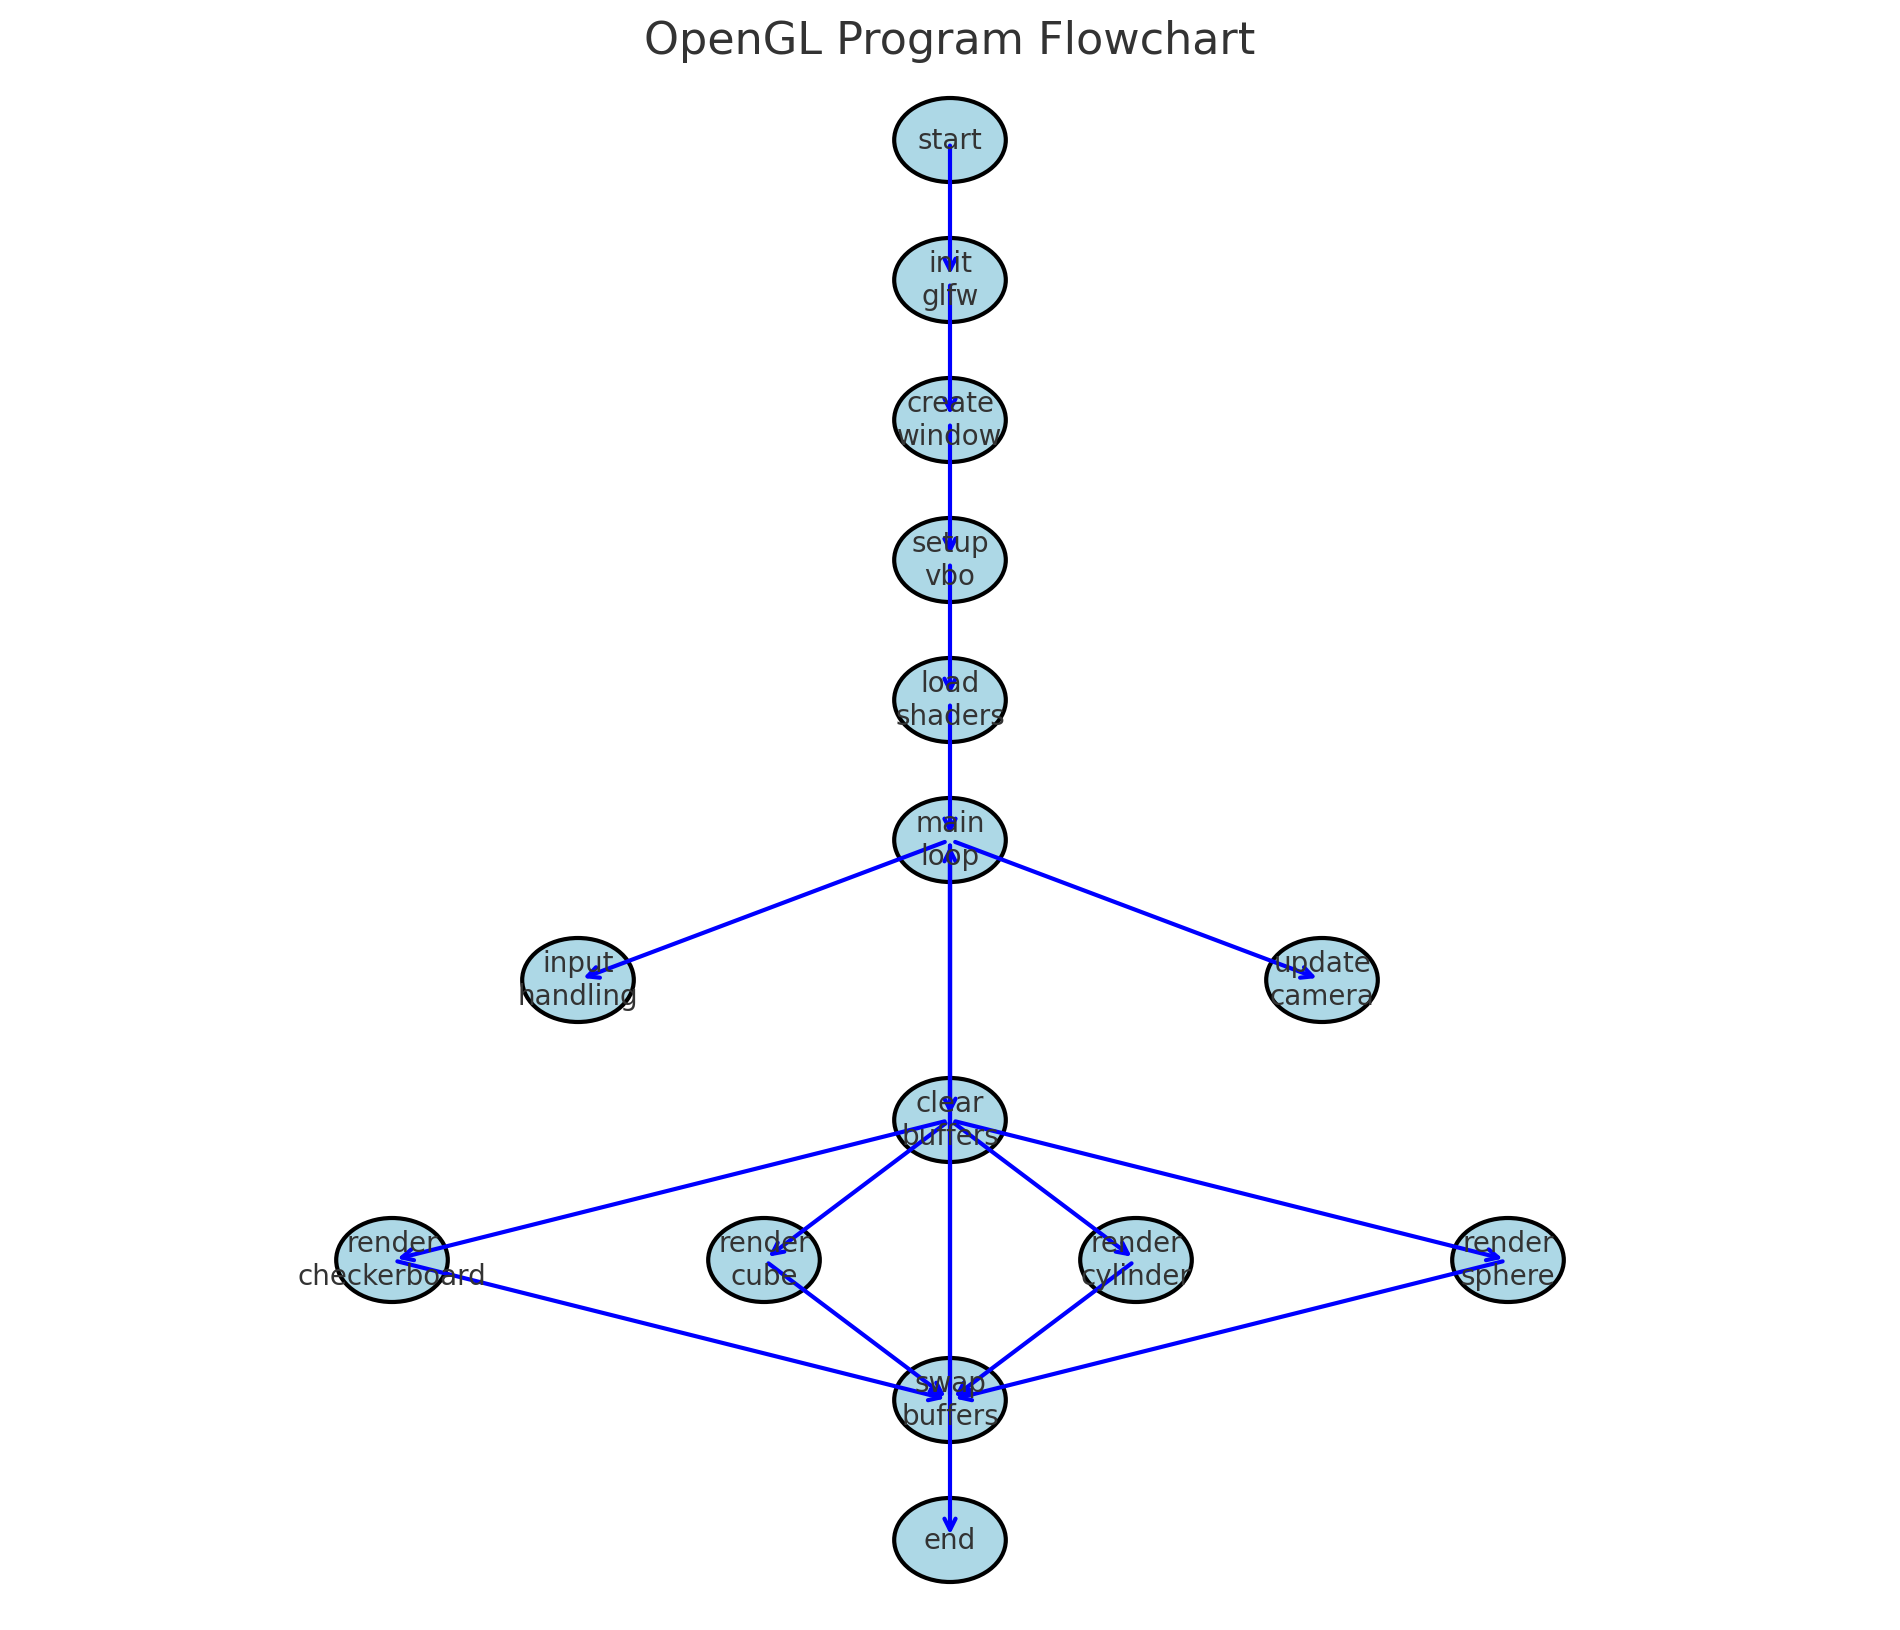 OpenGL Program Flowchart
start
init
glfw
create
window
setup
vbo
load
shaders
main
loop
input
handling
update
camera
clear
buffers
render
checkerboard
render
cube
render
cylinder
render
sphere
swap
buffers
end